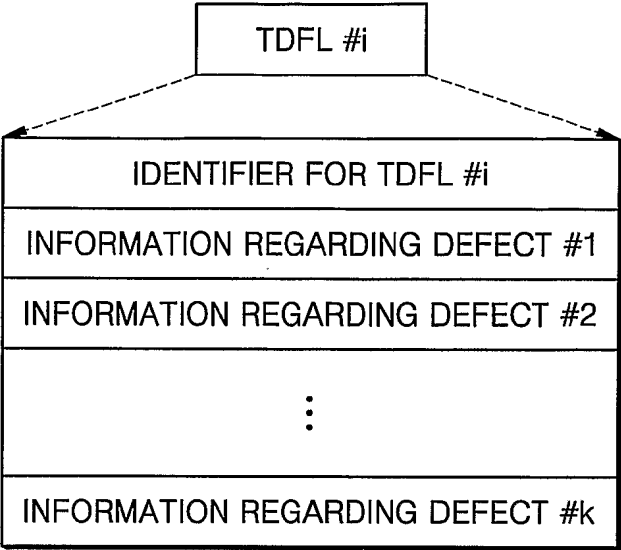 TDFL #i
IDENTIFIER FOR TDFL #i
INFORMATION REGARDING DEFECT #1
INFORMATION REGARDING DEFECT #2
⋮
INFORMATION REGARDING DEFECT #k